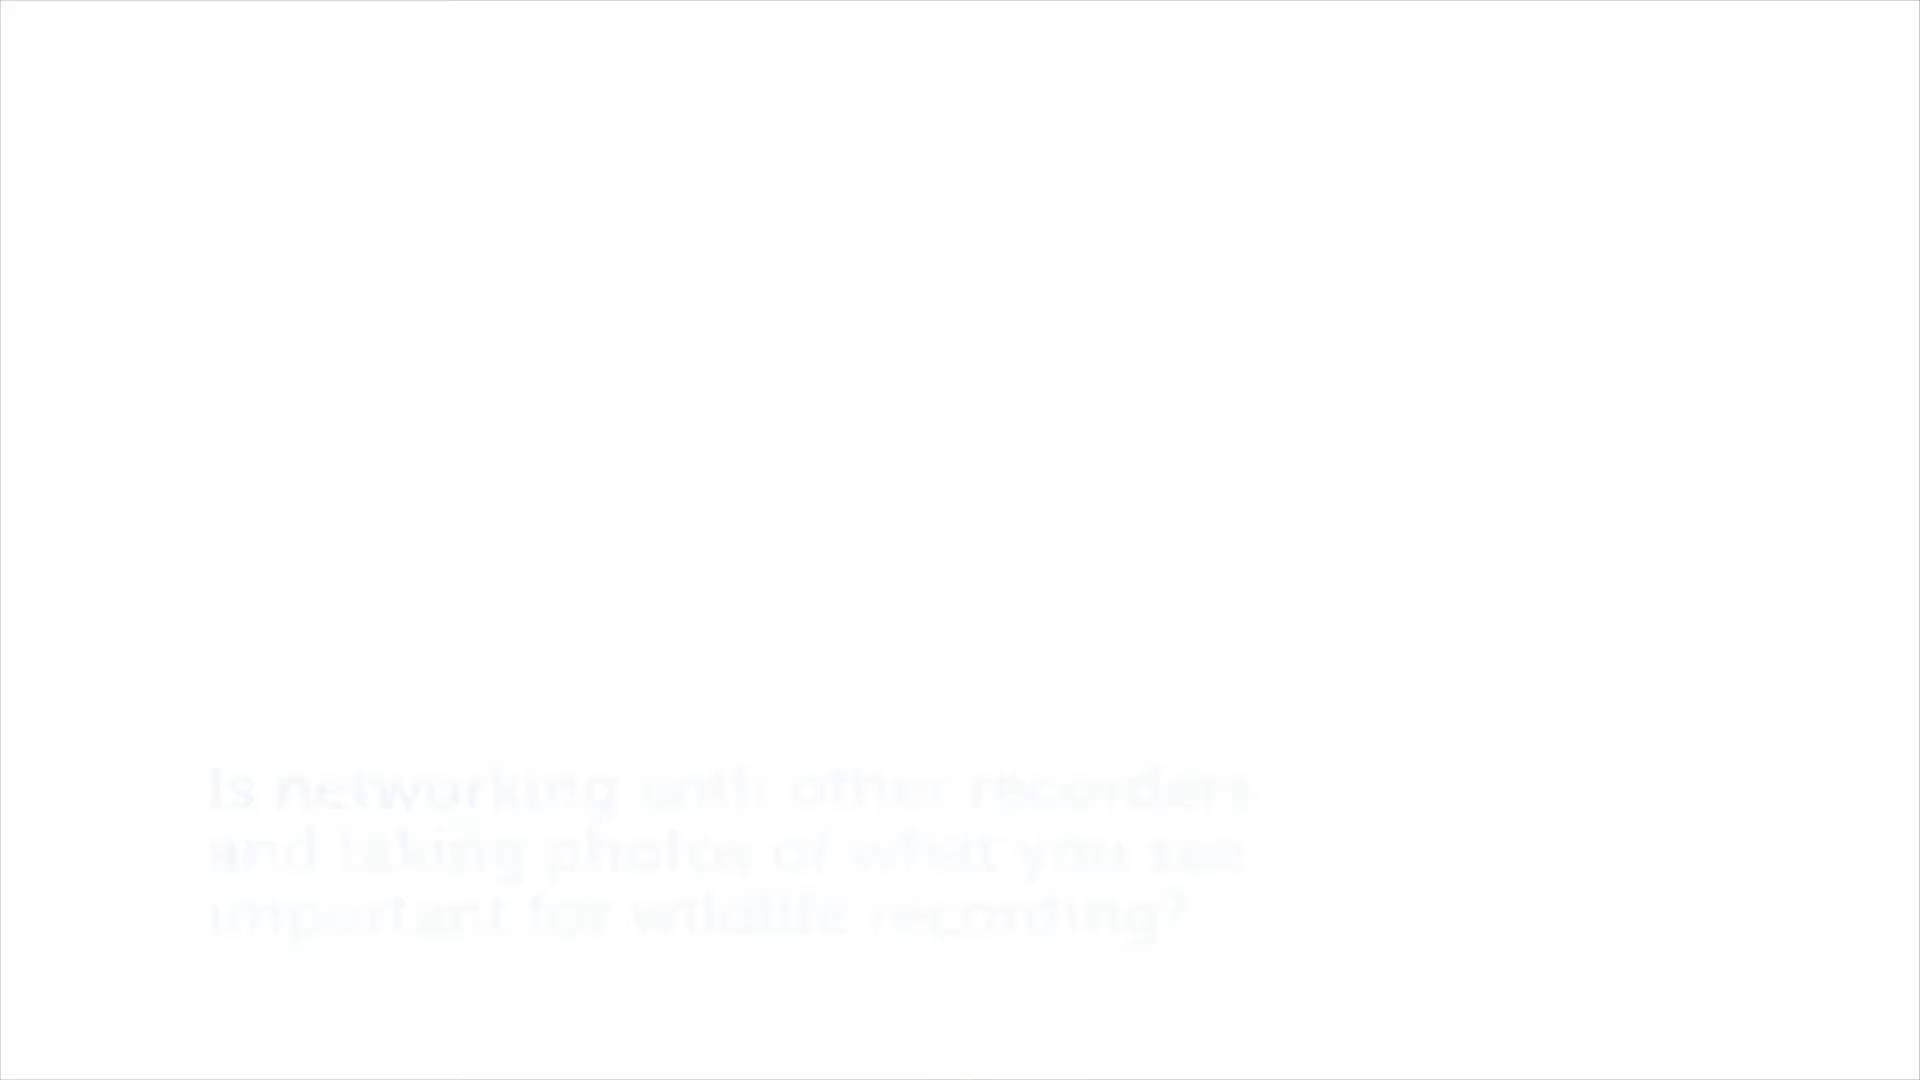 Is networking with other recorders
and taking photos of what you see
important for wildlife recording?